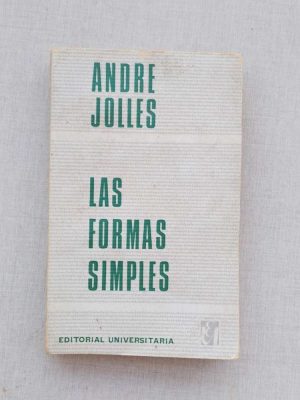 ANDRE
JOLLES
LAS
FORMAS
SIMPLES
EDITORIAL UNIVERSITARIA